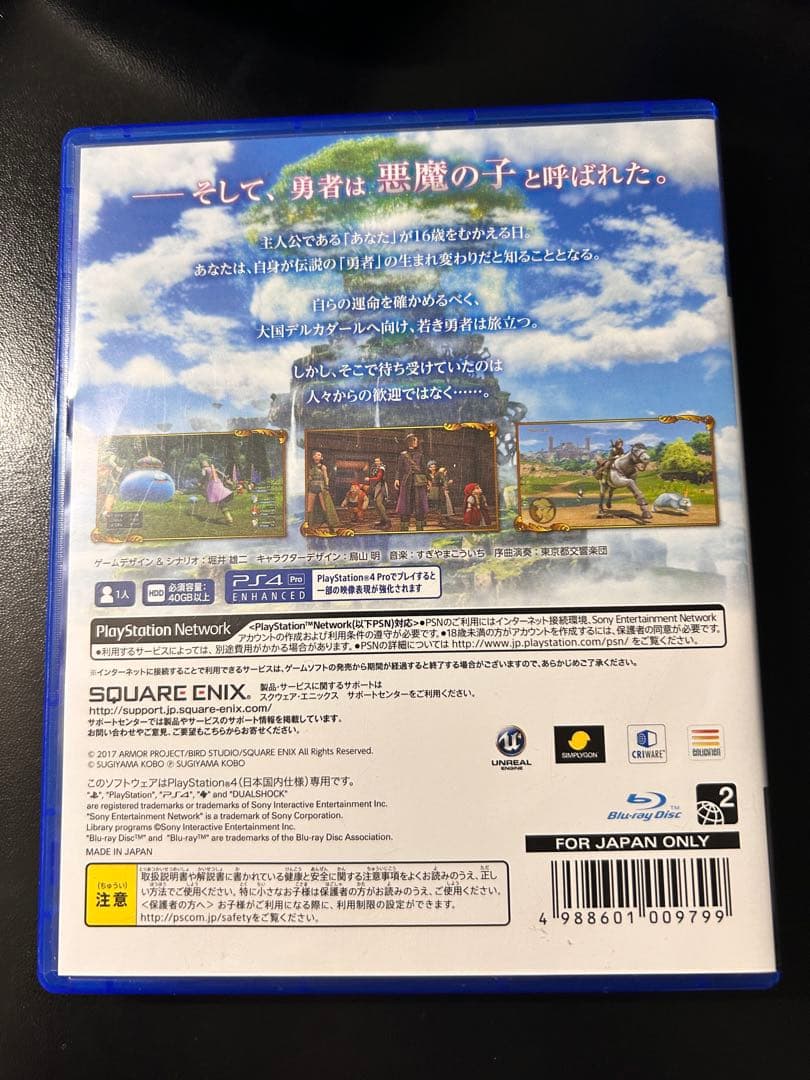 ── そして、勇者は 悪魔の子 と呼ばれた。
主人公である「あなた」が16歳をむかえる日。
あなたは、自身が伝説の「勇者」の生まれ変わりだと知ることとなる。
自らの運命を確かめるべく、
大国デルカダールへ向け、若き勇者は旅立つ。
しかし、そこで待ち受けていたのは
人々からの歓迎ではなく……。
ゲームデザイン & シナリオ：堀井 雄二 キャラクターデザイン：鳥山 明 音楽：すぎやまこういち 序曲演奏：東京都交響楽団
1人
HDD 必須容量：
40GB以上
PS4 Pro
ENHANCED
PlayStation®4 Proでプレイすると
一部の映像表現が強化されます
PlayStation Network
<PlayStation™Network(以下PSN)対応>●PSNのご利用にはインターネット接続環境、Sony Entertainment Network
アカウントの作成および利用条件の遵守が必要です。●18歳未満の方がアカウントを作成するには、保護者の同意が必要です。
●利用するサービスによっては、別途費用がかかる場合があります。●PSNの詳細については http://www.jp.playstation.com/psn/ をご覧ください。
※インターネットに接続することで利用できるサービスは、ゲームソフトの発売から期間が経過すると終了する場合がございますので、あらかじめご了承ください。
SQUARE ENIX®
製品・サービスに関するサポートは
スクウェア・エニックス サポートセンターをご利用ください。
http://support.jp.square-enix.com/
サポートセンターでは製品やサービスのサポート情報を掲載しています。
お問い合わせやご意見、ご要望もこちらからお寄せください。
© 2017 ARMOR PROJECT/BIRD STUDIO/SQUARE ENIX All Rights Reserved.
© SUGIYAMA KOBO ℗ SUGIYAMA KOBO
UNREAL
ENGINE
SIMPLYGON
CRIWARE
ENLIGHTEN
このソフトウェアはPlayStation®4（日本国内仕様）専用です。
"PlayStation", "PS4", and "DUALSHOCK"
are registered trademarks or trademarks of Sony Interactive Entertainment Inc.
"Sony Entertainment Network" is a trademark of Sony Corporation.
Library programs ©Sony Interactive Entertainment Inc.
"Blu-ray Disc™" and "Blu-ray™" are trademarks of the Blu-ray Disc Association.
MADE IN JAPAN
Blu-ray Disc™
2
FOR JAPAN ONLY
(ちゅうい)
注意
取扱説明書や解説書に書かれている健康と安全に関する注意事項をよくお読みのうえ、正し
い方法でご使用ください。特に小さなお子様は保護者の方がお読みのうえ、ご使用ください。
<保護者の方へ> お子様がご利用になる際に、利用制限の設定ができます。
http://pscom.jp/safetyをご覧ください。
4 988601 009799